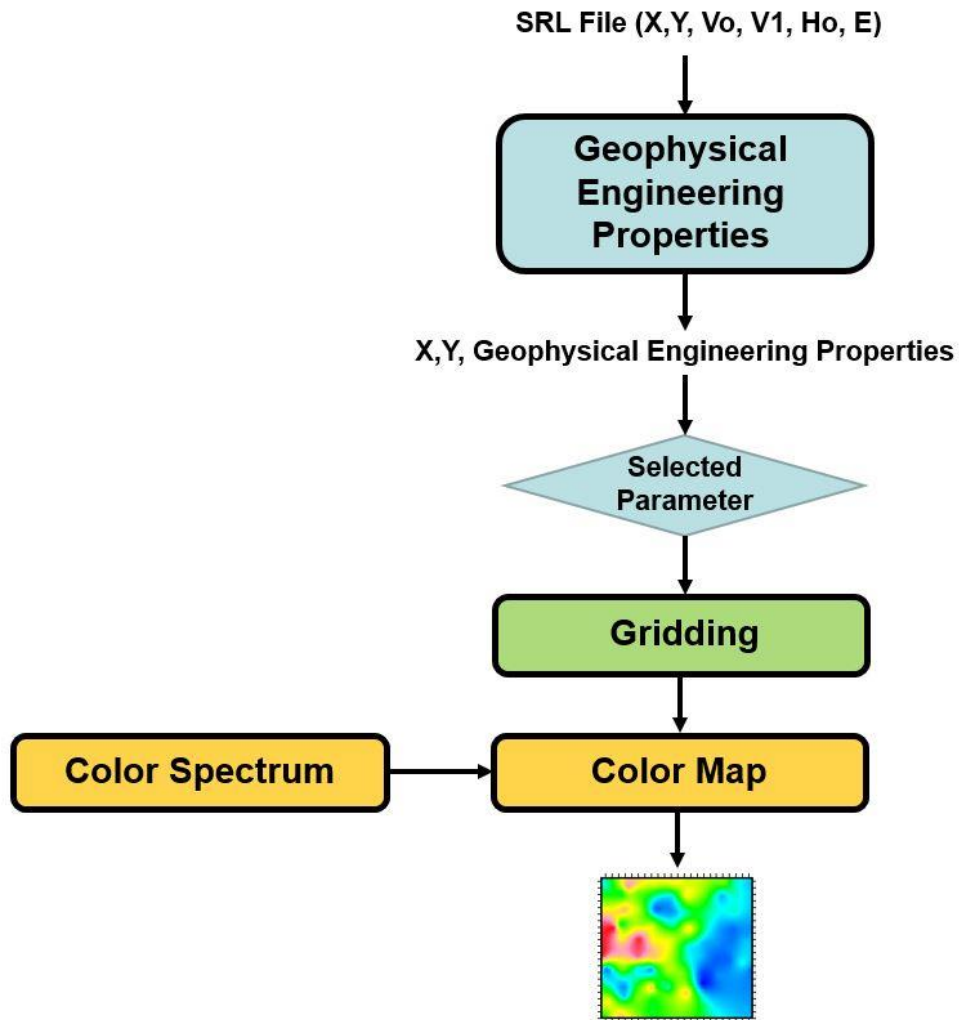 SRL File (X,Y, Vo, V1, Ho, E)
Geophysical
Engineering
Properties
X,Y, Geophysical Engineering Properties
Selected
Parameter
Gridding
Color Spectrum
Color Map